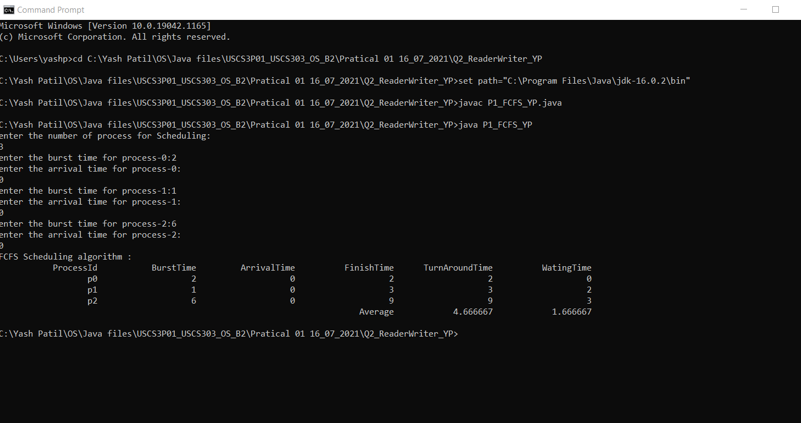 Command Prompt
Microsoft Windows [Version 10.0.19042.1165]
(c) Microsoft Corporation. All rights reserved.
C:\Users\yashp>cd C:\Yash Patil\OS\Java files\USCS3P01_USCS303_OS_B2\Pratical 01 16_07_2021\Q2_ReaderWriter_YP
C:\Yash Patil\OS\Java files\USCS3P01_USCS303_OS_B2\Pratical 01 16_07_2021\Q2_ReaderWriter_YP>set path="C:\Program Files\Java\jdk-16.0.2\bin"
C:\Yash Patil\OS\Java files\USCS3P01_USCS303_OS_B2\Pratical 01 16_07_2021\Q2_ReaderWriter_YP>javac P1_FCFS_YP.java
C:\Yash Patil\OS\Java files\USCS3P01_USCS303_OS_B2\Pratical 01 16_07_2021\Q2_ReaderWriter_YP>java P1_FCFS_YP
enter the number of process for Scheduling:
3
enter the burst time for process-0:2
enter the arrival time for process-0:
0
enter the burst time for process-1:1
enter the arrival time for process-1:
0
enter the burst time for process-2:6
enter the arrival time for process-2:
0
FCFS Scheduling algorithm :
ProcessId BurstTime ArrivalTime FinishTime TurnAroundTime WatingTime
p0 2 0 2 2 0
p1 1 0 3 3 2
p2 6 0 9 9 3
Average 4.666667 1.666667
C:\Yash Patil\OS\Java files\USCS3P01_USCS303_OS_B2\Pratical 01 16_07_2021\Q2_ReaderWriter_YP>